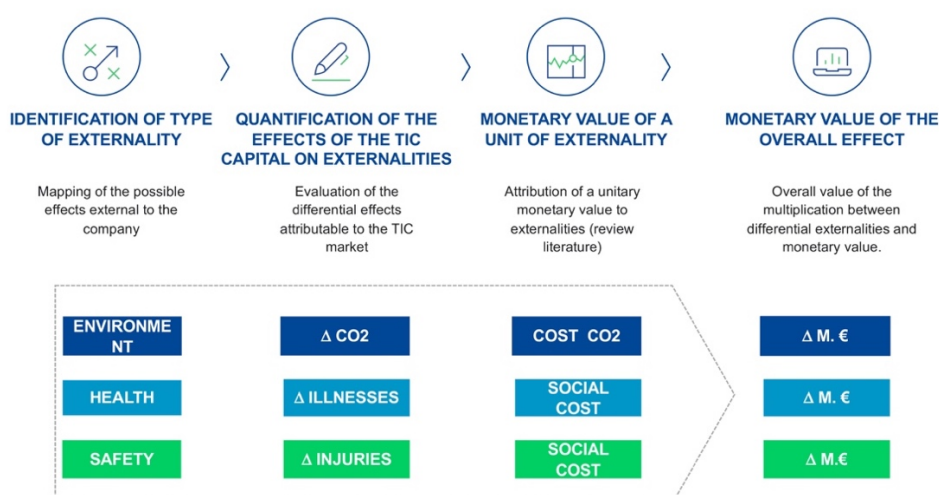 IDENTIFICATION OF TYPE
OF EXTERNALITY
Mapping of the possible
effects external to the
company
QUANTIFICATION OF THE
EFFECTS OF THE TIC
CAPITAL ON EXTERNALITIES
Evaluation of the
differential effects
attributable to the TIC
market
MONETARY VALUE OF A
UNIT OF EXTERNALITY
Attribution of a unitary
monetary value to
externalities (review
literature)
MONETARY VALUE OF THE
OVERALL EFFECT
Overall value of the
multiplication between
differential externalities and
monetary value.
ENVIRONME
NT
Δ CO2
COST CO2
Δ M. €
HEALTH
Δ ILLNESSES
SOCIAL
COST
Δ M. €
SAFETY
Δ INJURIES
SOCIAL
COST
Δ M.€